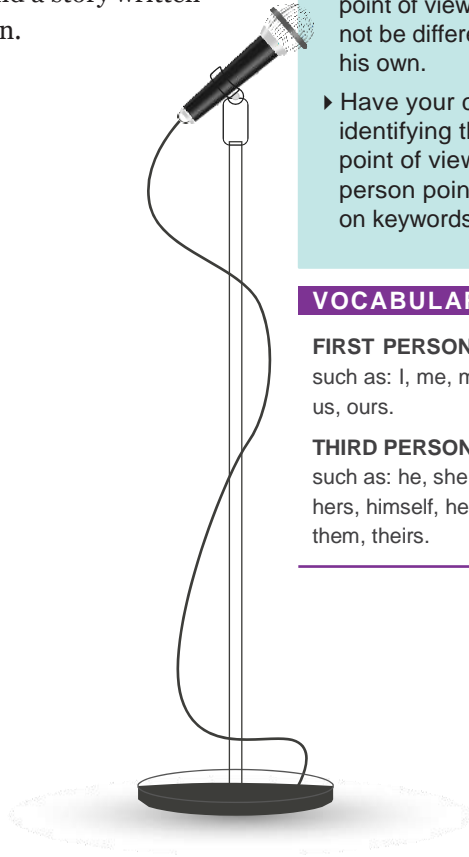 d a story written
n.
point of view
not be differe
his own.
Have your c
identifying th
point of view
person poin
on keywords
VOCABULAR
FIRST PERSON
such as: I, me, m
us, ours.
THIRD PERSON
such as: he, she
hers, himself, he
them, theirs.